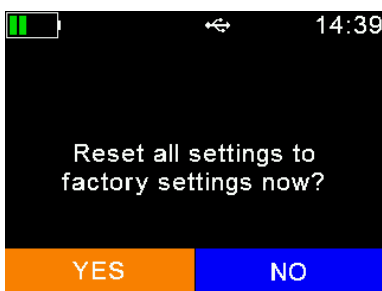 14:39
Reset all settings to
factory settings now?
YES NO